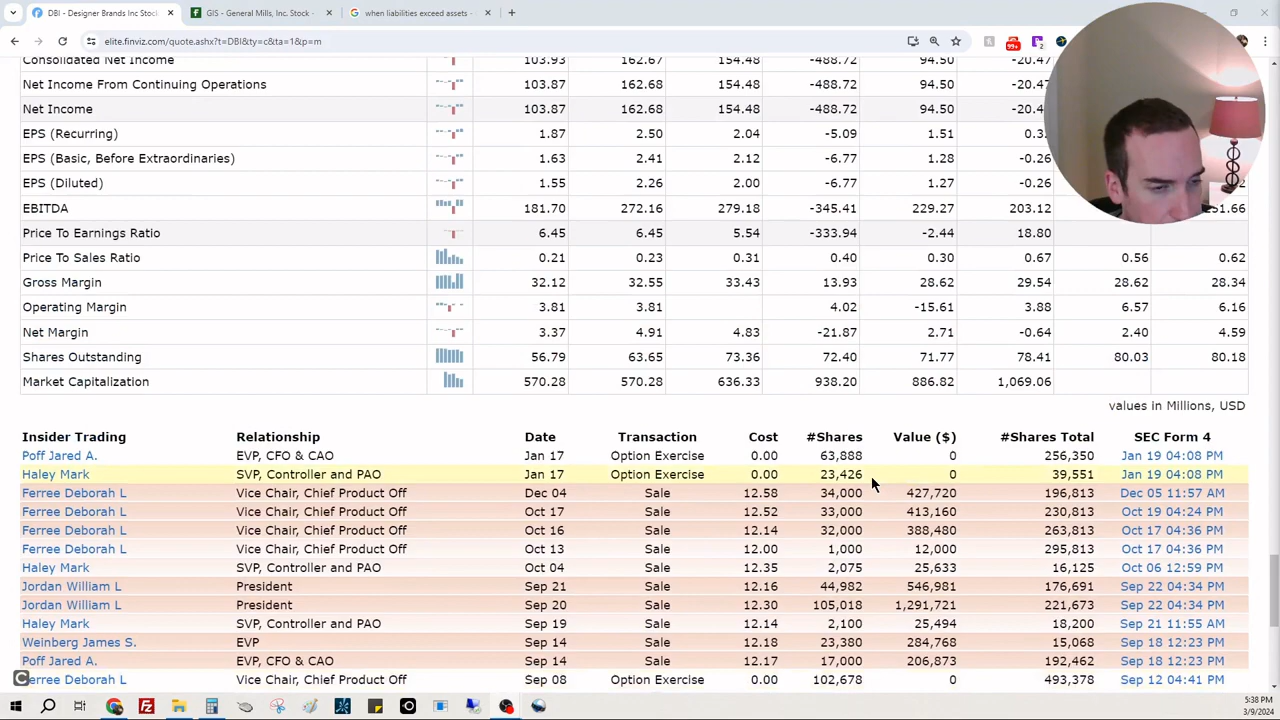 DBI - Designer Brands Inc Stoc
GIS - General Mills, Inc. Stock -
when liabilities exceed assets -
elite.finviz.com/quote.ashx?t=DBI&ty=c&ta=1&p=m
99+
2
Consolidated Net Income 103.93 162.67 154.48 -488.72 94.50 -20.47
Net Income From Continuing Operations 103.87 162.68 154.48 -488.72 94.50 -20.47
Net Income 103.87 162.68 154.48 -488.72 94.50 -20.4
EPS (Recurring) 1.87 2.50 2.04 -5.09 1.51 0.3
EPS (Basic, Before Extraordinaries) 1.63 2.41 2.12 -6.77 1.28 -0.26
EPS (Diluted) 1.55 2.26 2.00 -6.77 1.27 -0.26
EBITDA 181.70 272.16 279.18 -345.41 229.27 203.12 51.66
Price To Earnings Ratio 6.45 6.45 5.54 -333.94 -2.44 18.80
Price To Sales Ratio 0.21 0.23 0.31 0.40 0.30 0.67 0.56 0.62
Gross Margin 32.12 32.55 33.43 13.93 28.62 29.54 28.62 28.34
Operating Margin 3.81 3.81 4.02 -15.61 3.88 6.57 6.16
Net Margin 3.37 4.91 4.83 -21.87 2.71 -0.64 2.40 4.59
Shares Outstanding 56.79 63.65 73.36 72.40 71.77 78.41 80.03 80.18
Market Capitalization 570.28 570.28 636.33 938.20 886.82 1,069.06
values in Millions, USD
Insider Trading Relationship Date Transaction Cost #Shares Value ($) #Shares Total SEC Form 4
Poff Jared A. EVP, CFO & CAO Jan 17 Option Exercise 0.00 63,888 0 256,350 Jan 19 04:08 PM
Haley Mark SVP, Controller and PAO Jan 17 Option Exercise 0.00 23,426 0 39,551 Jan 19 04:08 PM
Ferree Deborah L Vice Chair, Chief Product Off Dec 04 Sale 12.58 34,000 427,720 196,813 Dec 05 11:57 AM
Ferree Deborah L Vice Chair, Chief Product Off Oct 17 Sale 12.52 33,000 413,160 230,813 Oct 19 04:24 PM
Ferree Deborah L Vice Chair, Chief Product Off Oct 16 Sale 12.14 32,000 388,480 263,813 Oct 17 04:36 PM
Ferree Deborah L Vice Chair, Chief Product Off Oct 13 Sale 12.00 1,000 12,000 295,813 Oct 17 04:36 PM
Haley Mark SVP, Controller and PAO Oct 04 Sale 12.35 2,075 25,633 16,125 Oct 06 12:59 PM
Jordan William L President Sep 21 Sale 12.16 44,982 546,981 176,691 Sep 22 04:34 PM
Jordan William L President Sep 20 Sale 12.30 105,018 1,291,721 221,673 Sep 22 04:34 PM
Haley Mark SVP, Controller and PAO Sep 19 Sale 12.14 2,100 25,494 18,200 Sep 21 11:55 AM
Weinberg James S. EVP Sep 14 Sale 12.18 23,380 284,768 15,068 Sep 18 12:23 PM
Poff Jared A. EVP, CFO & CAO Sep 14 Sale 12.17 17,000 206,873 192,462 Sep 18 12:23 PM
erree Deborah L Vice Chair, Chief Product Off Sep 08 Option Exercise 0.00 102,678 0 493,378 Sep 12 04:41 PM
5:38 PM
3/9/2024